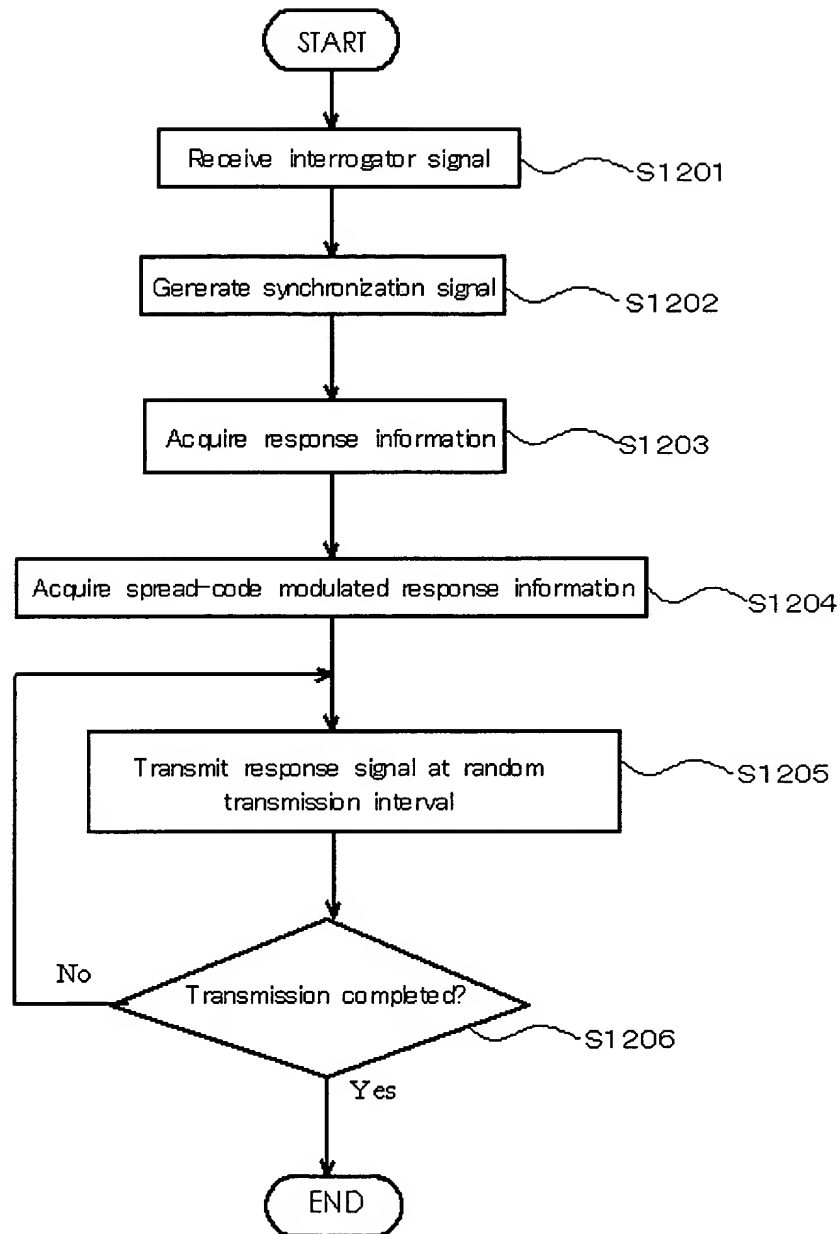 START
Receive interrogator signal
S1201
Generate synchronization signal
S1202
Acquire response information
S1203
Acquire spread-code modulated response information
S1204
Transmit response signal at random
transmission interval
S1205
No
Transmission completed?
S1206
Yes
END